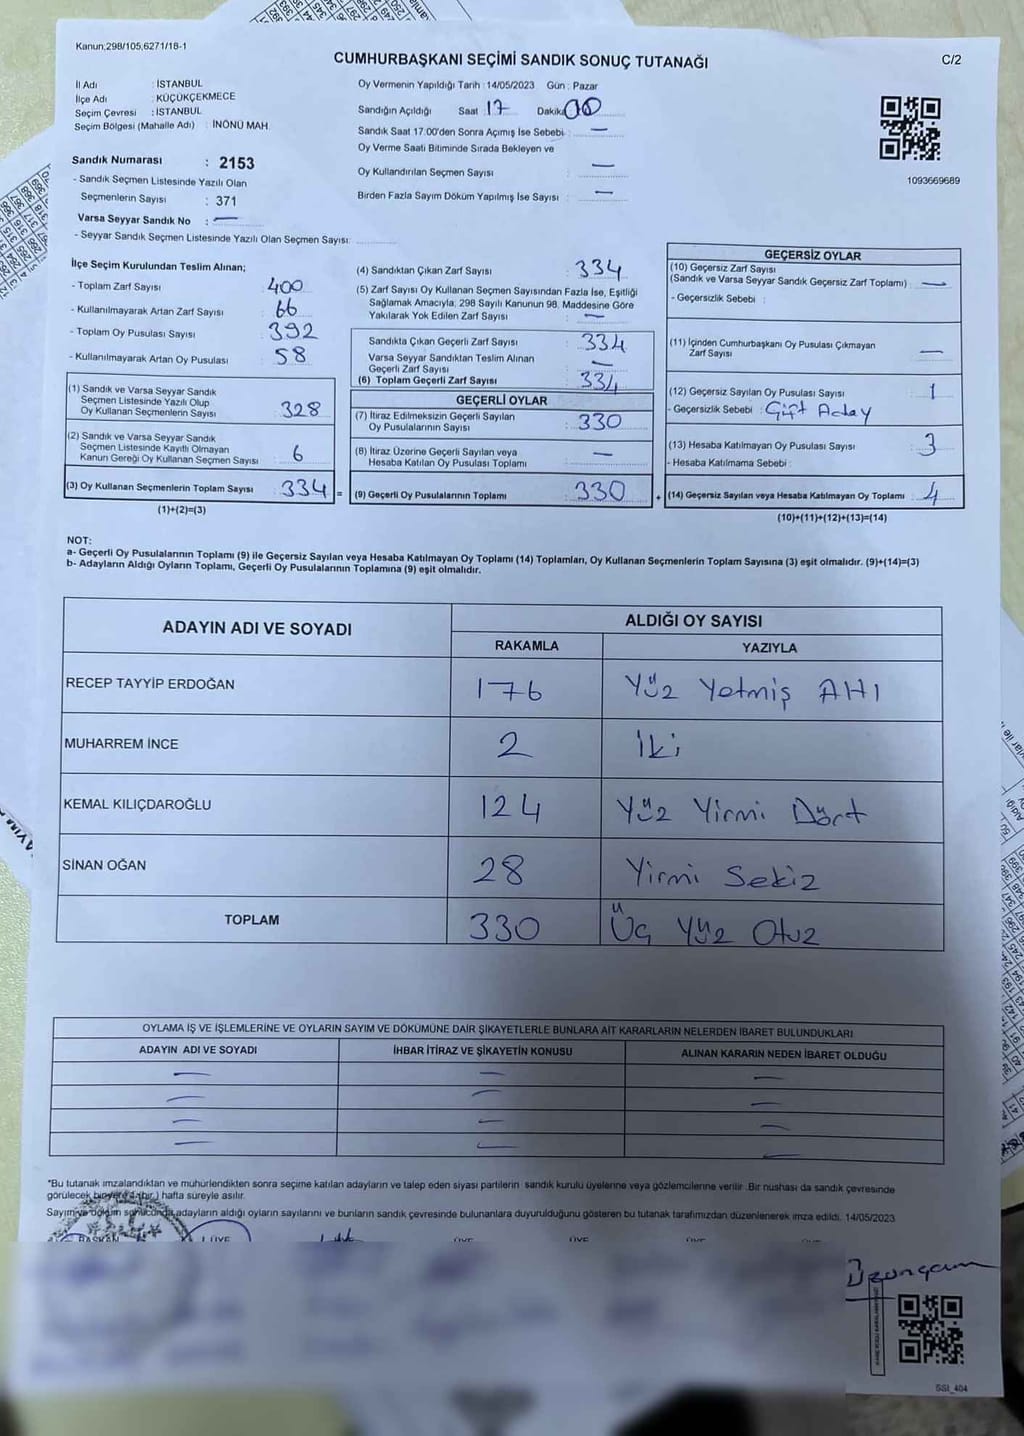 Kanun;298/105,6271/18-1
CUMHURBAŞKANI SEÇİMİ SANDIK SONUÇ TUTANAĞI
C/2
İl Adı : İSTANBUL
İlçe Adı : KÜÇÜKÇEKMECE
Seçim Çevresi : İSTANBUL
Seçim Bölgesi (Mahalle Adı) : İNÖNÜ MAH.
Oy Vermenin Yapıldığı Tarih : 14/05/2023 Gün : Pazar
Sandığın Açıldığı Saat 17 Dakika 00
Sandık Saat 17.00'den Sonra Açımış İse Sebebi : —
Oy Verme Saati Bitiminde Sırada Bekleyen ve
Oy Kullandırılan Seçmen Sayısı : —
Birden Fazla Sayım Döküm Yapılmış İse Sayısı : —
1093669689
Sandık Numarası : 2153
- Sandık Seçmen Listesinde Yazılı Olan
Seçmenlerin Sayısı : 371
Varsa Seyyar Sandık No : —
- Seyyar Sandık Seçmen Listesinde Yazılı Olan Seçmen Sayısı:
İlçe Seçim Kurulundan Teslim Alınan;
- Toplam Zarf Sayısı : 400
- Kullanılmayarak Artan Zarf Sayısı : 66
- Toplam Oy Pusulası Sayısı : 392
- Kullanılmayarak Artan Oy Pusulası : 58
(1) Sandık ve Varsa Seyyar Sandık
Seçmen Listesinde Yazılı Olup
Oy Kullanan Seçmenlerin Sayısı : 328
(2) Sandık ve Varsa Seyyar Sandık
Seçmen Listesinde Kayıtlı Olmayan
Kanun Gereği Oy Kullanan Seçmen Sayısı : 6
(3) Oy Kullanan Seçmenlerin Toplam Sayısı : 334 =
(1)+(2)=(3)
(4) Sandıktan Çıkan Zarf Sayısı : 334
(5) Zarf Sayısı Oy Kullanan Seçmen Sayısından Fazla İse, Eşitliği
Sağlamak Amacıyla; 298 Sayılı Kanunun 98. Maddesine Göre
Yakılarak Yok Edilen Zarf Sayısı : —
Sandıkta Çıkan Geçerli Zarf Sayısı : 334
Varsa Seyyar Sandıktan Teslim Alınan
Geçerli Zarf Sayısı : —
(6) Toplam Geçerli Zarf Sayısı : 334
GEÇERLİ OYLAR
(7) İtiraz Edilmeksizin Geçerli Sayılan
Oy Pusulalarının Sayısı : 330
(8) İtiraz Üzerine Geçerli Sayılan veya
Hesaba Katılan Oy Pusulası Toplamı : —
(9) Geçerli Oy Pusulalarının Toplamı : 330 +
GEÇERSİZ OYLAR
(10) Geçersiz Zarf Sayısı
(Sandık ve Varsa Seyyar Sandık Geçersiz Zarf Toplamı) : —
- Geçersizlik Sebebi :
(11) İçinden Cumhurbaşkanı Oy Pusulası Çıkmayan
Zarf Sayısı : —
(12) Geçersiz Sayılan Oy Pusulası Sayısı : 1
- Geçersizlik Sebebi : Çift Aday
(13) Hesaba Katılmayan Oy Pusulası Sayısı : 3
- Hesaba Katılmama Sebebi :
(14) Geçersiz Sayılan veya Hesaba Katılmayan Oy Toplamı : 4
(10)+(11)+(12)+(13)=(14)
NOT:
a- Geçerli Oy Pusulalarının Toplamı (9) ile Geçersiz Sayılan veya Hesaba Katılmayan Oy Toplamı (14) Toplamları, Oy Kullanan Seçmenlerin Toplam Sayısına (3) eşit olmalıdır. (9)+(14)=(3)
b- Adayların Aldığı Oyların Toplamı, Geçerli Oy Pusulalarının Toplamına (9) eşit olmalıdır.
ADAYIN ADI VE SOYADI
ALDIĞI OY SAYISI
RAKAMLA YAZIYLA
RECEP TAYYİP ERDOĞAN 176 Yüz Yetmiş Altı
MUHARREM İNCE 2 İki
KEMAL KILIÇDAROĞLU 124 Yüz Yirmi Dört
SİNAN OĞAN 28 Yirmi Sekiz
TOPLAM 330 Üç Yüz Otuz
OYLAMA İŞ VE İŞLEMLERİNE VE OYLARIN SAYIM VE DÖKÜMÜNE DAİR ŞİKAYETLERLE BUNLARA AİT KARARLARIN NELERDEN İBARET BULUNDUKLARI
ADAYIN ADI VE SOYADI İHBAR İTİRAZ VE ŞİKAYETİN KONUSU ALINAN KARARIN NEDEN İBARET OLDUĞU
— — —
— — —
— — —
— — —
*Bu tutanak imzalandıktan ve mühürlendikten sonra seçime katılan adayların ve talep eden siyasi partilerin sandık kurulu üyelerine veya gözlemcilerine verilir. Bir nushası da sandık çevresinde
görülecek bir yere 1 (bir) hafta süreyle asılır.
Sayım ve döküm sonucunda adayların aldığı oyların sayılarını ve bunların sandık çevresinde bulunanlara duyurulduğunu gösteren bu tutanak tarafımızdan düzenlenerek imza edildi. 14/05/2023
BAŞKAN ÜYE ÜYE ÜYE ÜYE ÜYE
SSI_404